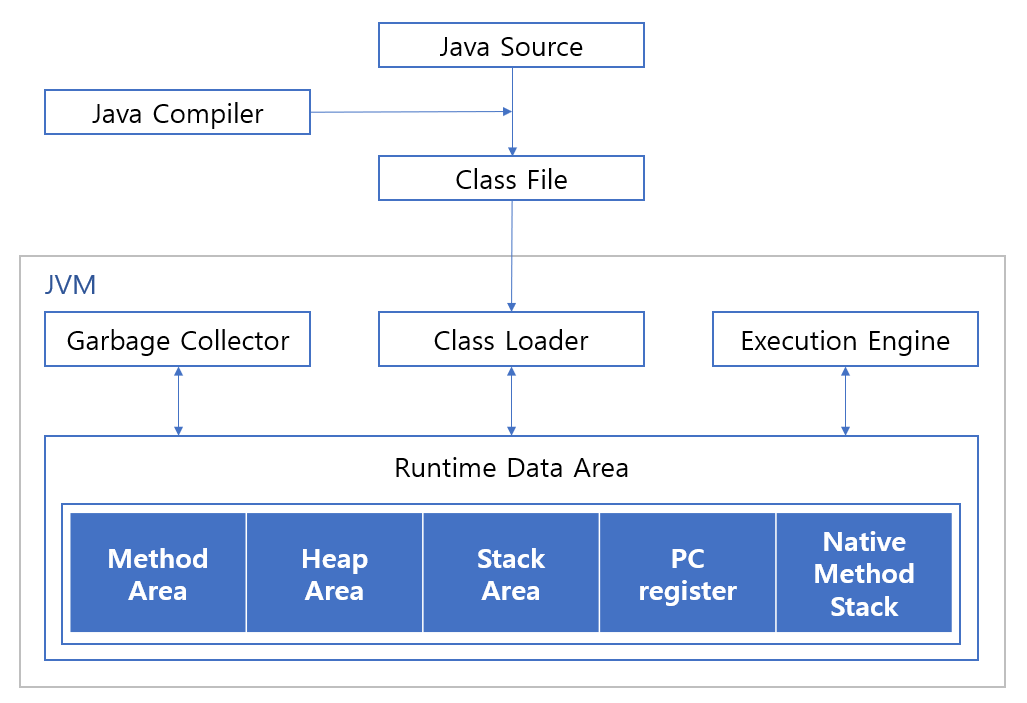 Java Source
Java Compiler
Class File
JVM
Garbage Collector
Class Loader
Execution Engine
Runtime Data Area
Method
Area
Heap
Area
Stack
Area
PC
register
Native
Method
Stack